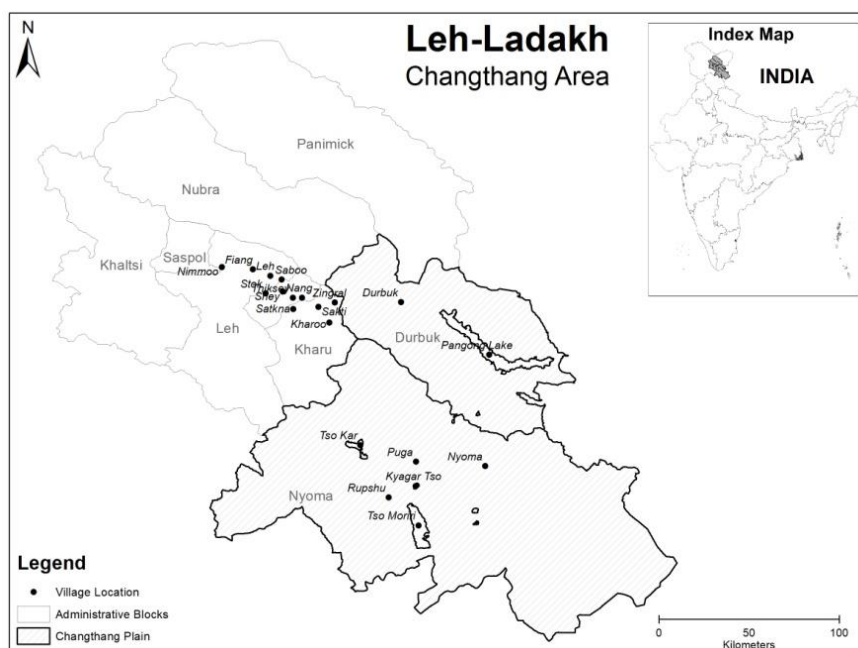 N
Leh-Ladakh
Changthang Area
Index Map
INDIA
Panimick
Nubra
Saspol
Khaltsi
Fiang
Leh
Saboo
Nimmoo
Stok
Nang
Zingral
Shey
Sakti
Satkna
Kharoo
Leh
Kharu
Durbuk
Durbuk
Pangong Lake
Tso Kar
Puga
Nyoma
Kyagar Tso
Rupshu
Nyoma
Tso Moriri
Legend
Village Location
Administrative Blocks
Changthang Plain
0 50 100
Kilometers